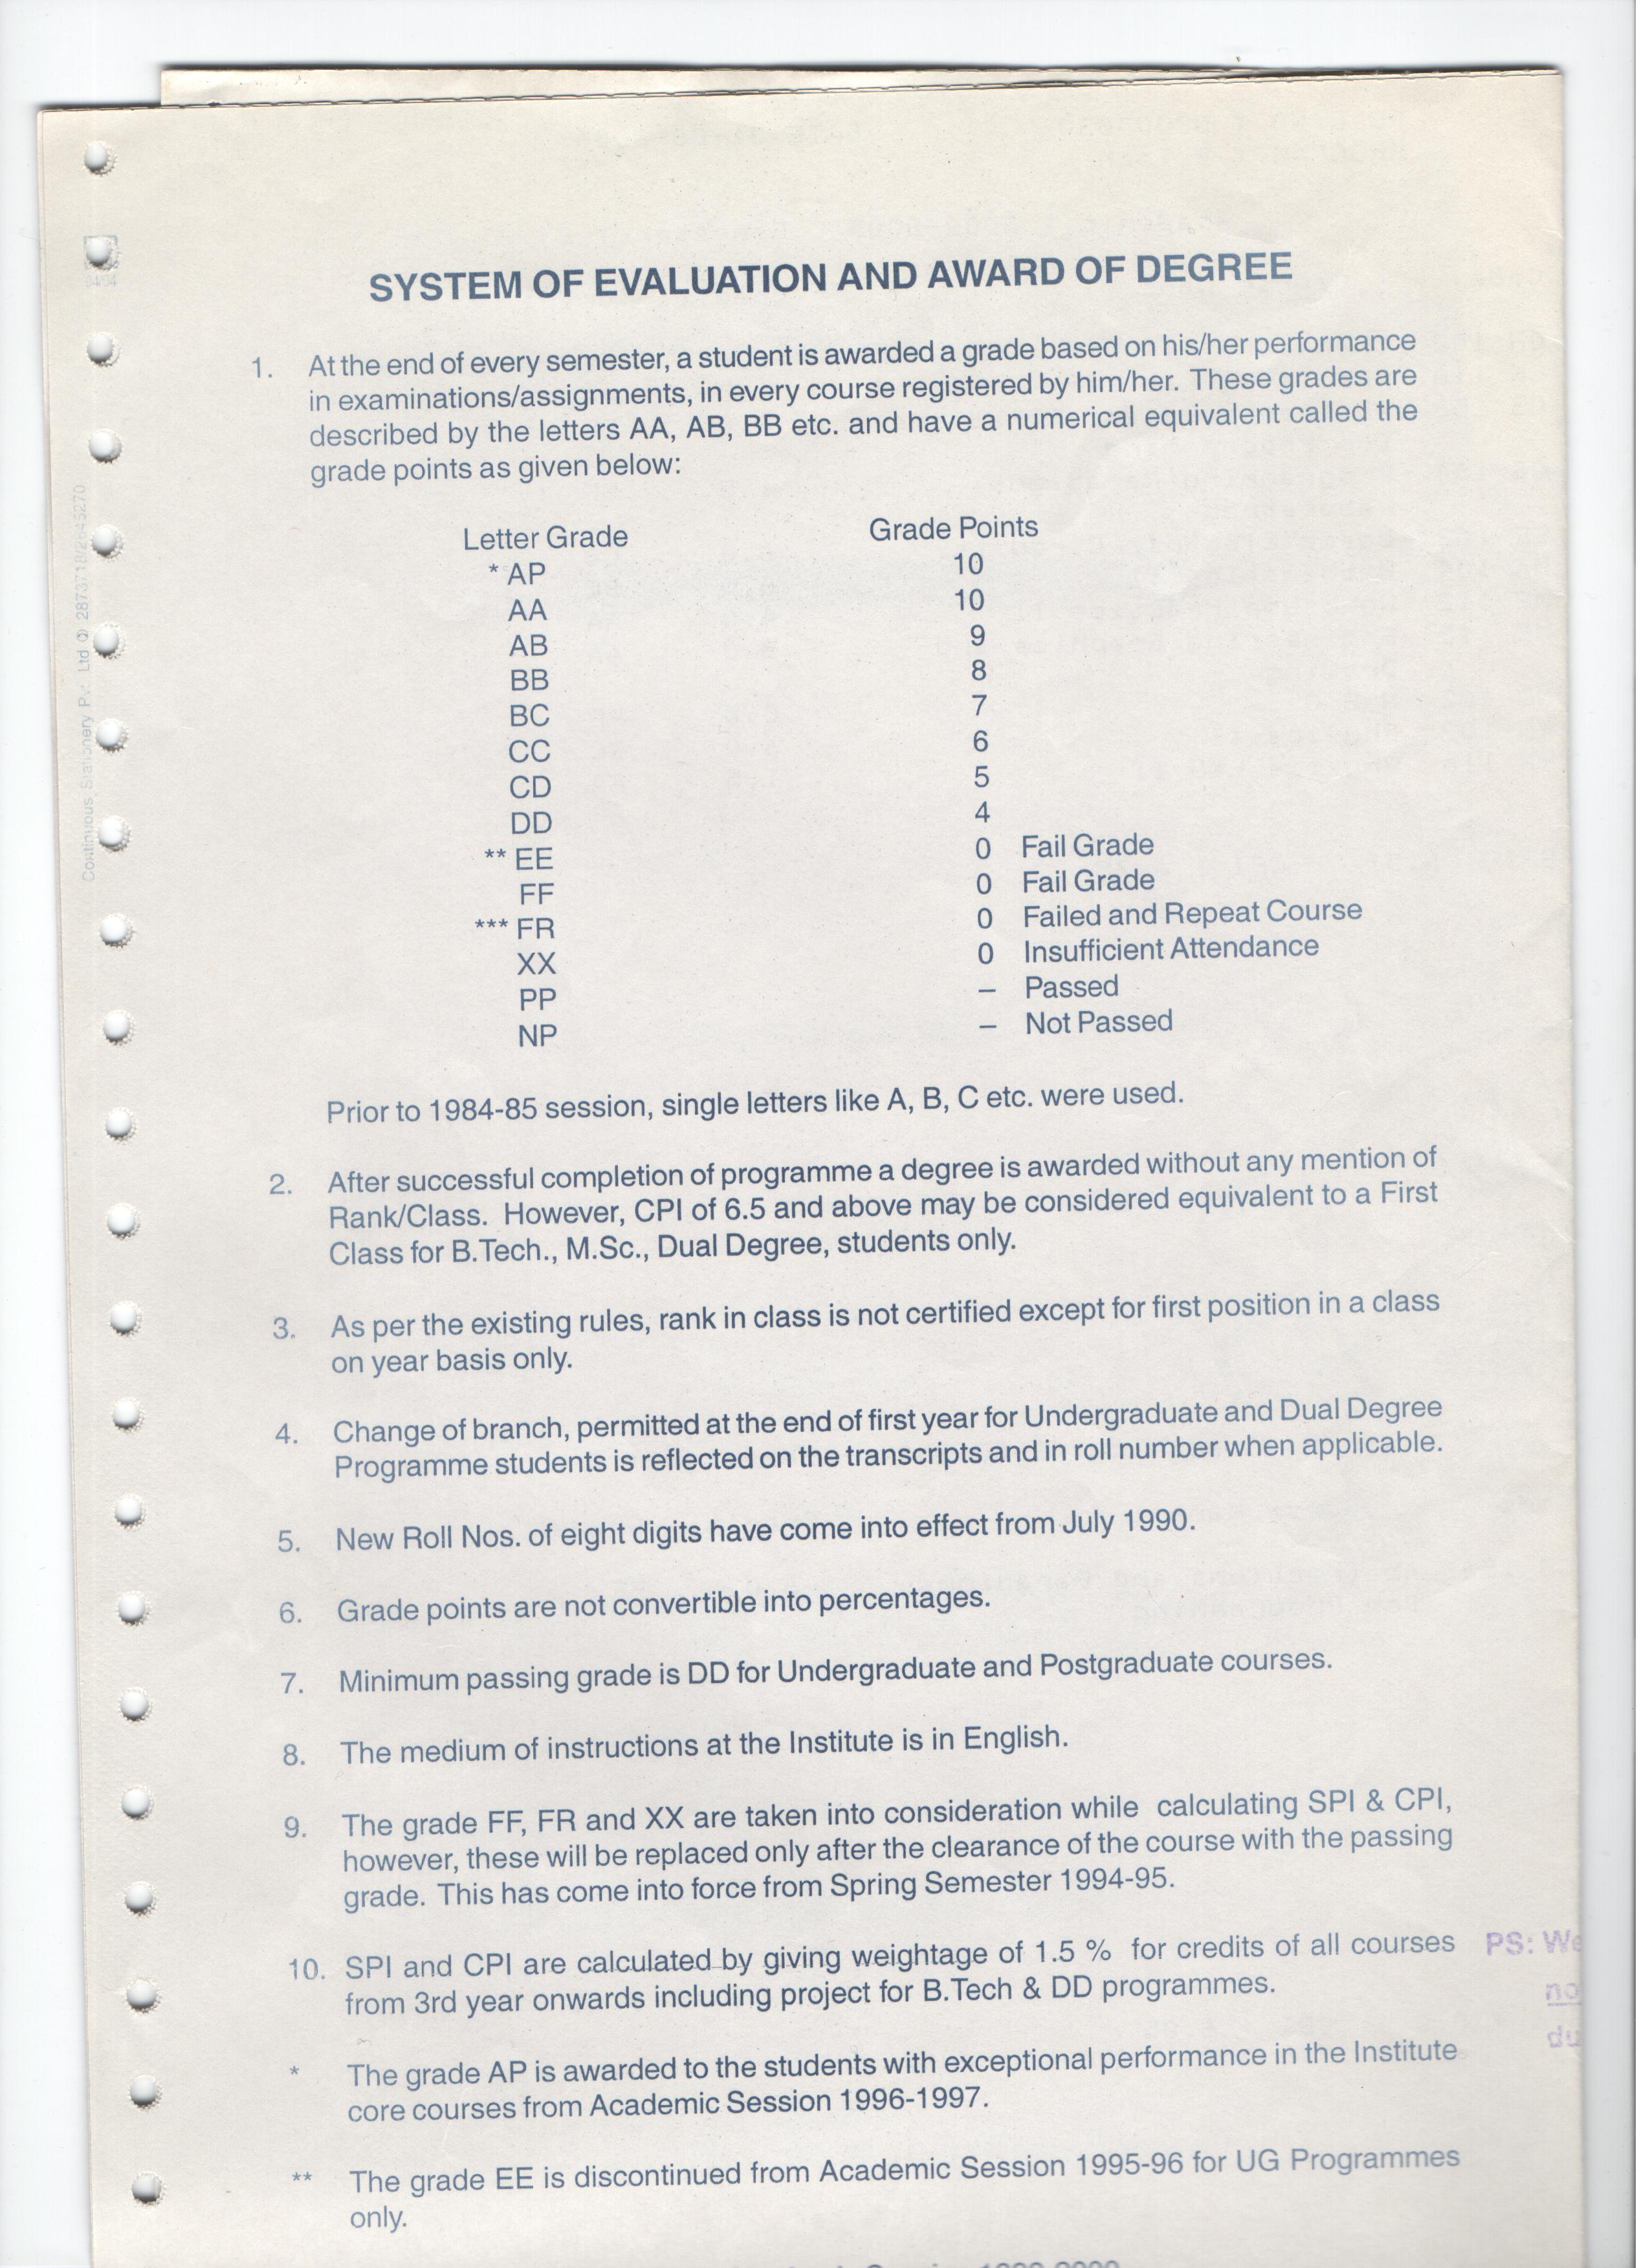 SYSTEM OF EVALUATION AND AWARD OF DEGREE
1. At the end of every semester, a student is awarded a grade based on his/her performance
in examinations/assignments, in every course registered by him/her. These grades are
described by the letters AA, AB, BB etc. and have a numerical equivalent called the
grade points as given below:
Letter Grade Grade Points
* AP 10
AA 10
AB 9
BB 8
BC 7
CC 6
CD 5
DD 4
** EE 0 Fail Grade
FF 0 Fail Grade
*** FR 0 Failed and Repeat Course
XX 0 Insufficient Attendance
PP – Passed
NP – Not Passed
Prior to 1984-85 session, single letters like A, B, C etc. were used.
2. After successful completion of programme a degree is awarded without any mention of
Rank/Class. However, CPI of 6.5 and above may be considered equivalent to a First
Class for B.Tech., M.Sc., Dual Degree, students only.
3. As per the existing rules, rank in class is not certified except for first position in a class
on year basis only.
4. Change of branch, permitted at the end of first year for Undergraduate and Dual Degree
Programme students is reflected on the transcripts and in roll number when applicable.
5. New Roll Nos. of eight digits have come into effect from July 1990.
6. Grade points are not convertible into percentages.
7. Minimum passing grade is DD for Undergraduate and Postgraduate courses.
8. The medium of instructions at the Institute is in English.
9. The grade FF, FR and XX are taken into consideration while calculating SPI & CPI,
however, these will be replaced only after the clearance of the course with the passing
grade. This has come into force from Spring Semester 1994-95.
10. SPI and CPI are calculated by giving weightage of 1.5 % for credits of all courses
from 3rd year onwards including project for B.Tech & DD programmes.
* The grade AP is awarded to the students with exceptional performance in the Institute
core courses from Academic Session 1996-1997.
** The grade EE is discontinued from Academic Session 1995-96 for UG Programmes
only.
PS: We
no
du
Continuous Stationery Pv. Ltd